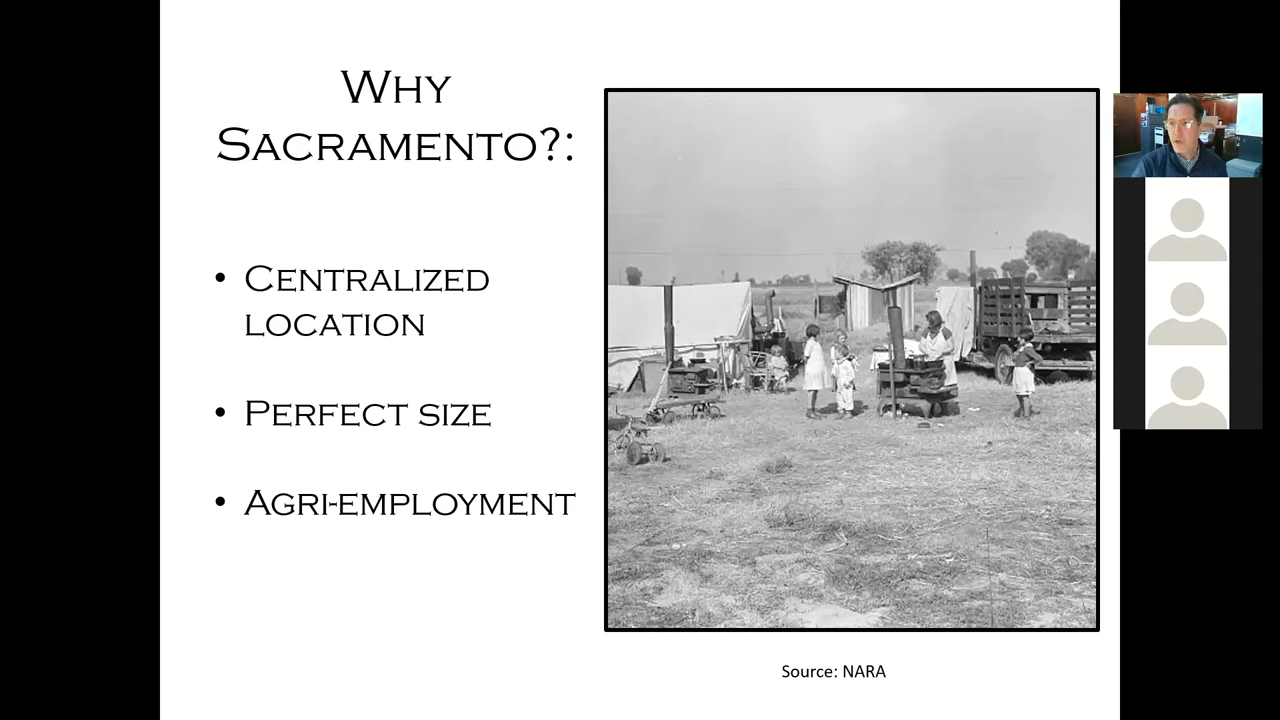 Why
Sacramento?:
• Centralized
location
• Perfect size
• Agri-employment
Source: NARA